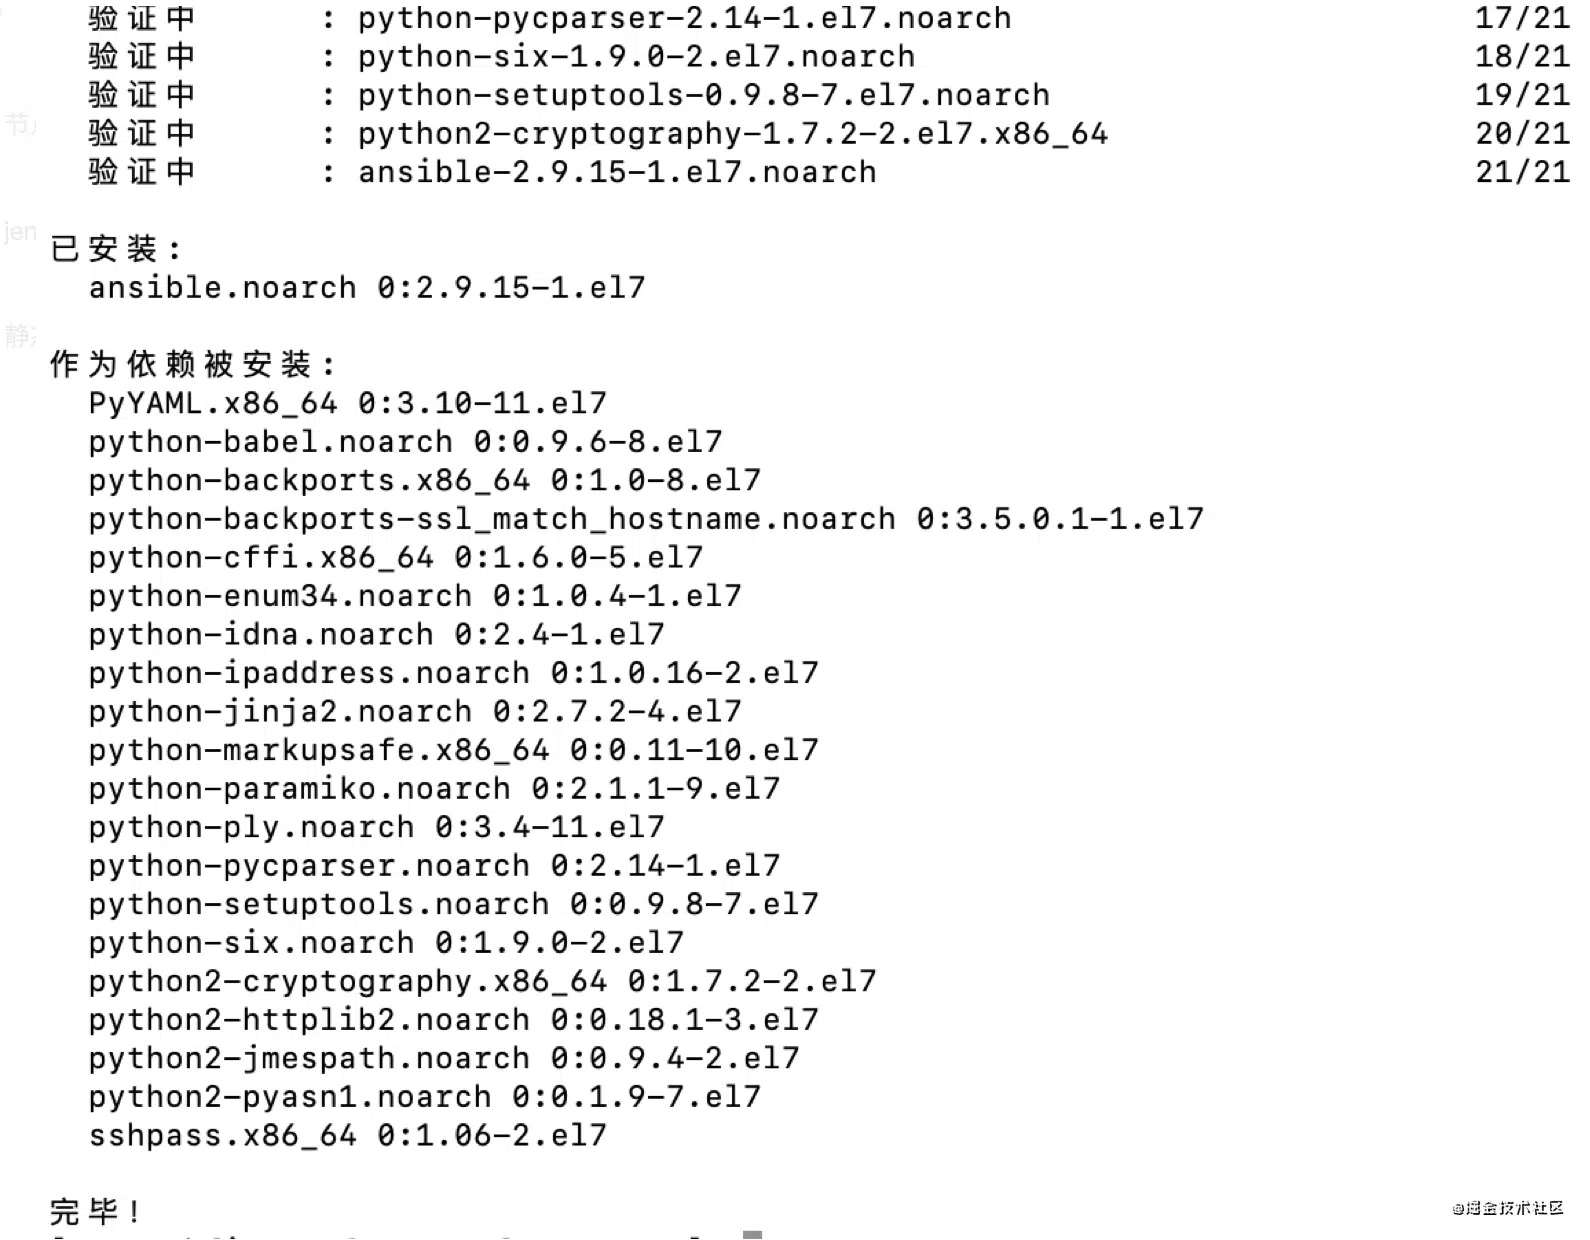 验证中 : python-pycparser-2.14-1.el7.noarch 17/21
验证中 : python-six-1.9.0-2.el7.noarch 18/21
验证中 : python-setuptools-0.9.8-7.el7.noarch 19/21
验证中 : python2-cryptography-1.7.2-2.el7.x86_64 20/21
验证中 : ansible-2.9.15-1.el7.noarch 21/21
jen
已安装:
ansible.noarch 0:2.9.15-1.el7
作为依赖被安装:
PyYAML.x86_64 0:3.10-11.el7
python-babel.noarch 0:0.9.6-8.el7
python-backports.x86_64 0:1.0-8.el7
python-backports-ssl_match_hostname.noarch 0:3.5.0.1-1.el7
python-cffi.x86_64 0:1.6.0-5.el7
python-enum34.noarch 0:1.0.4-1.el7
python-idna.noarch 0:2.4-1.el7
python-ipaddress.noarch 0:1.0.16-2.el7
python-jinja2.noarch 0:2.7.2-4.el7
python-markupsafe.x86_64 0:0.11-10.el7
python-paramiko.noarch 0:2.1.1-9.el7
python-ply.noarch 0:3.4-11.el7
python-pycparser.noarch 0:2.14-1.el7
python-setuptools.noarch 0:0.9.8-7.el7
python-six.noarch 0:1.9.0-2.el7
python2-cryptography.x86_64 0:1.7.2-2.el7
python2-httplib2.noarch 0:0.18.1-3.el7
python2-jmespath.noarch 0:0.9.4-2.el7
python2-pyasn1.noarch 0:0.1.9-7.el7
sshpass.x86_64 0:1.06-2.el7
完毕!
@掘金技术社区